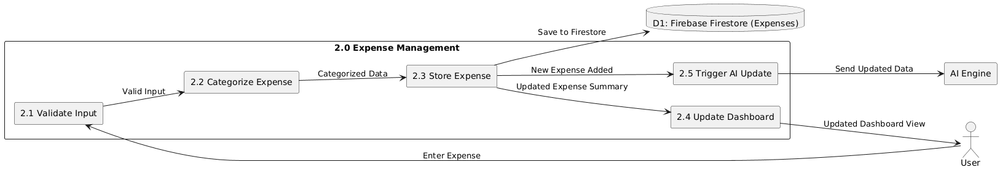 D1: Firebase Firestore (Expenses)
Save to Firestore
2.0 Expense Management
2.2 Categorize Expense
Categorized Data
2.3 Store Expense
New Expense Added
2.5 Trigger AI Update
Send Updated Data
AI Engine
Updated Expense Summary
Valid Input
2.1 Validate Input
2.4 Update Dashboard
Updated Dashboard View
Enter Expense
User